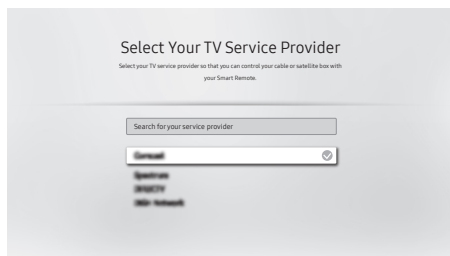 Select Your TV Service Provider
Select your TV service provider so that you can control your cable or satellite box with
your Smart Remote.
Search for your service provider